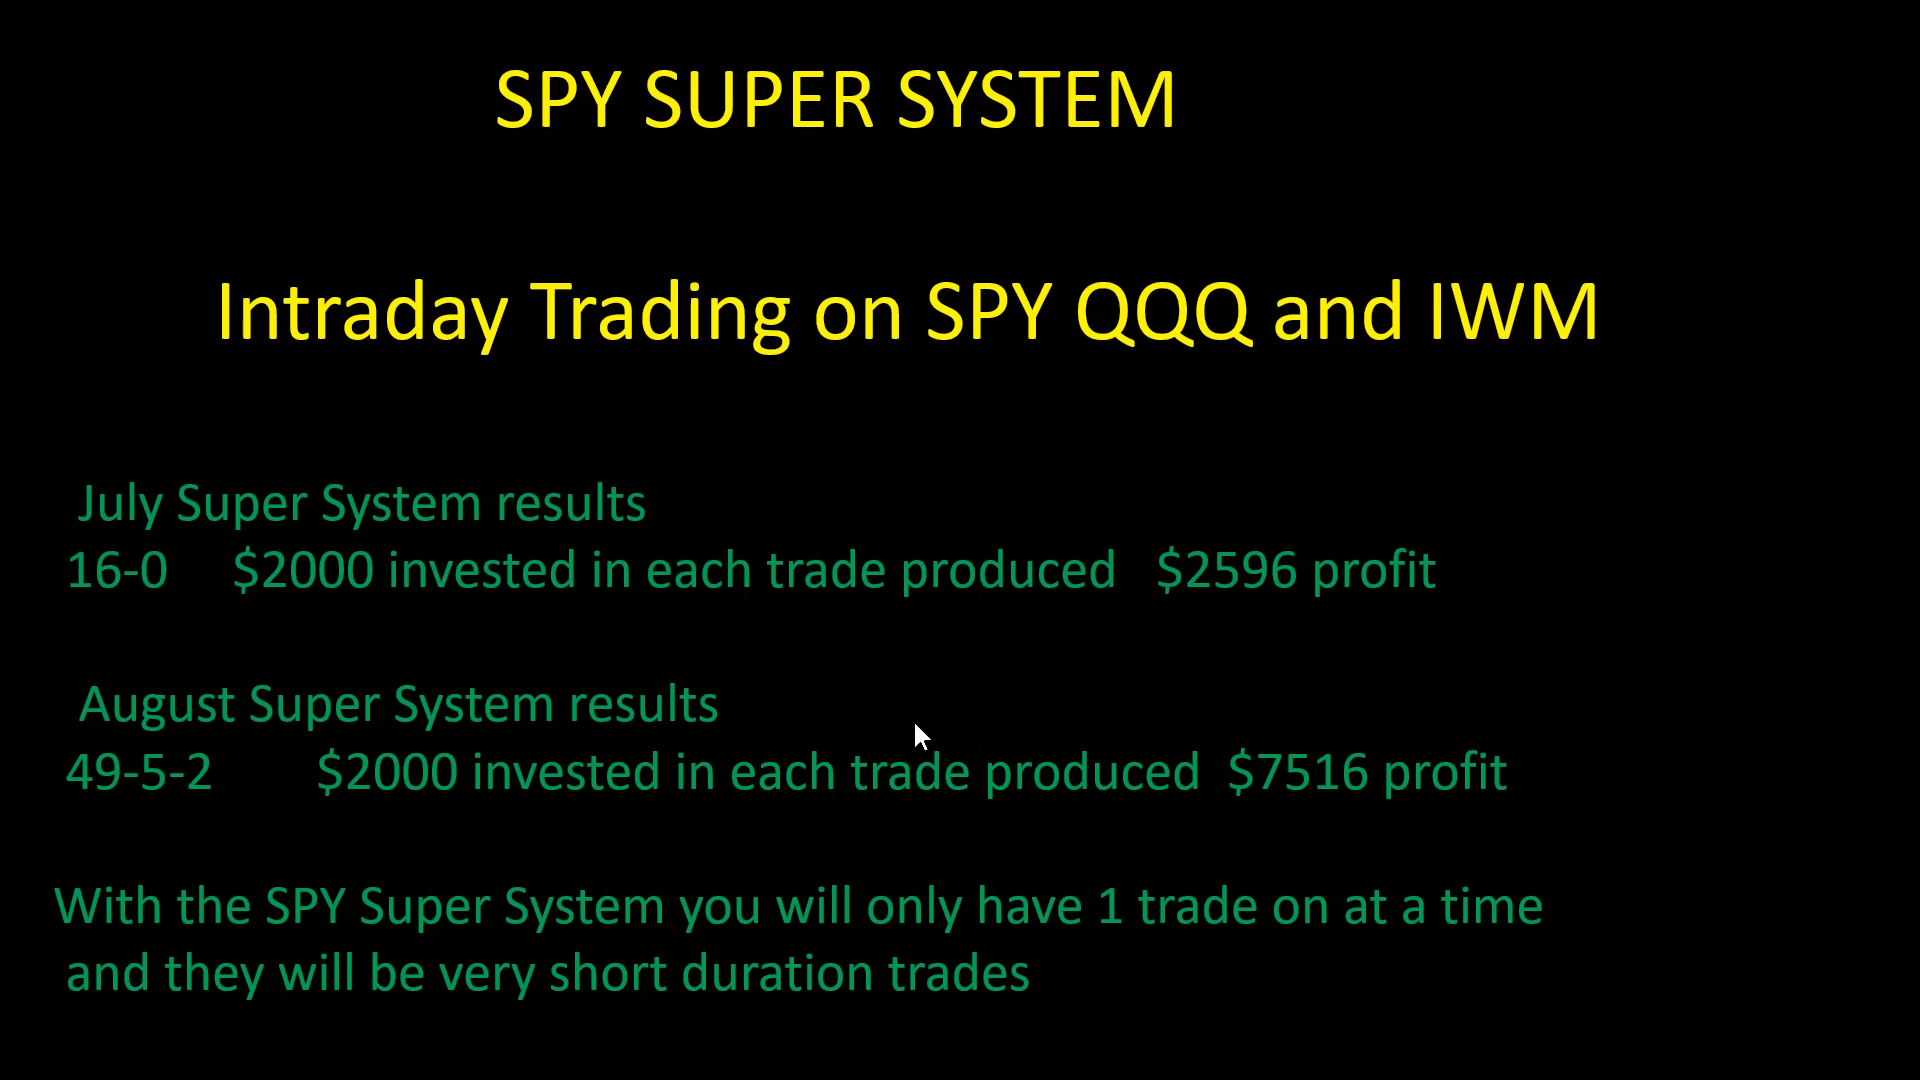 SPY SUPER SYSTEM
Intraday Trading on SPY QQQ and IWM
July Super System results
16-0 $2000 invested in each trade produced $2596 profit
August Super System results
49-5-2 $2000 invested in each trade produced $7516 profit
With the SPY Super System you will only have 1 trade on at a time
and they will be very short duration trades